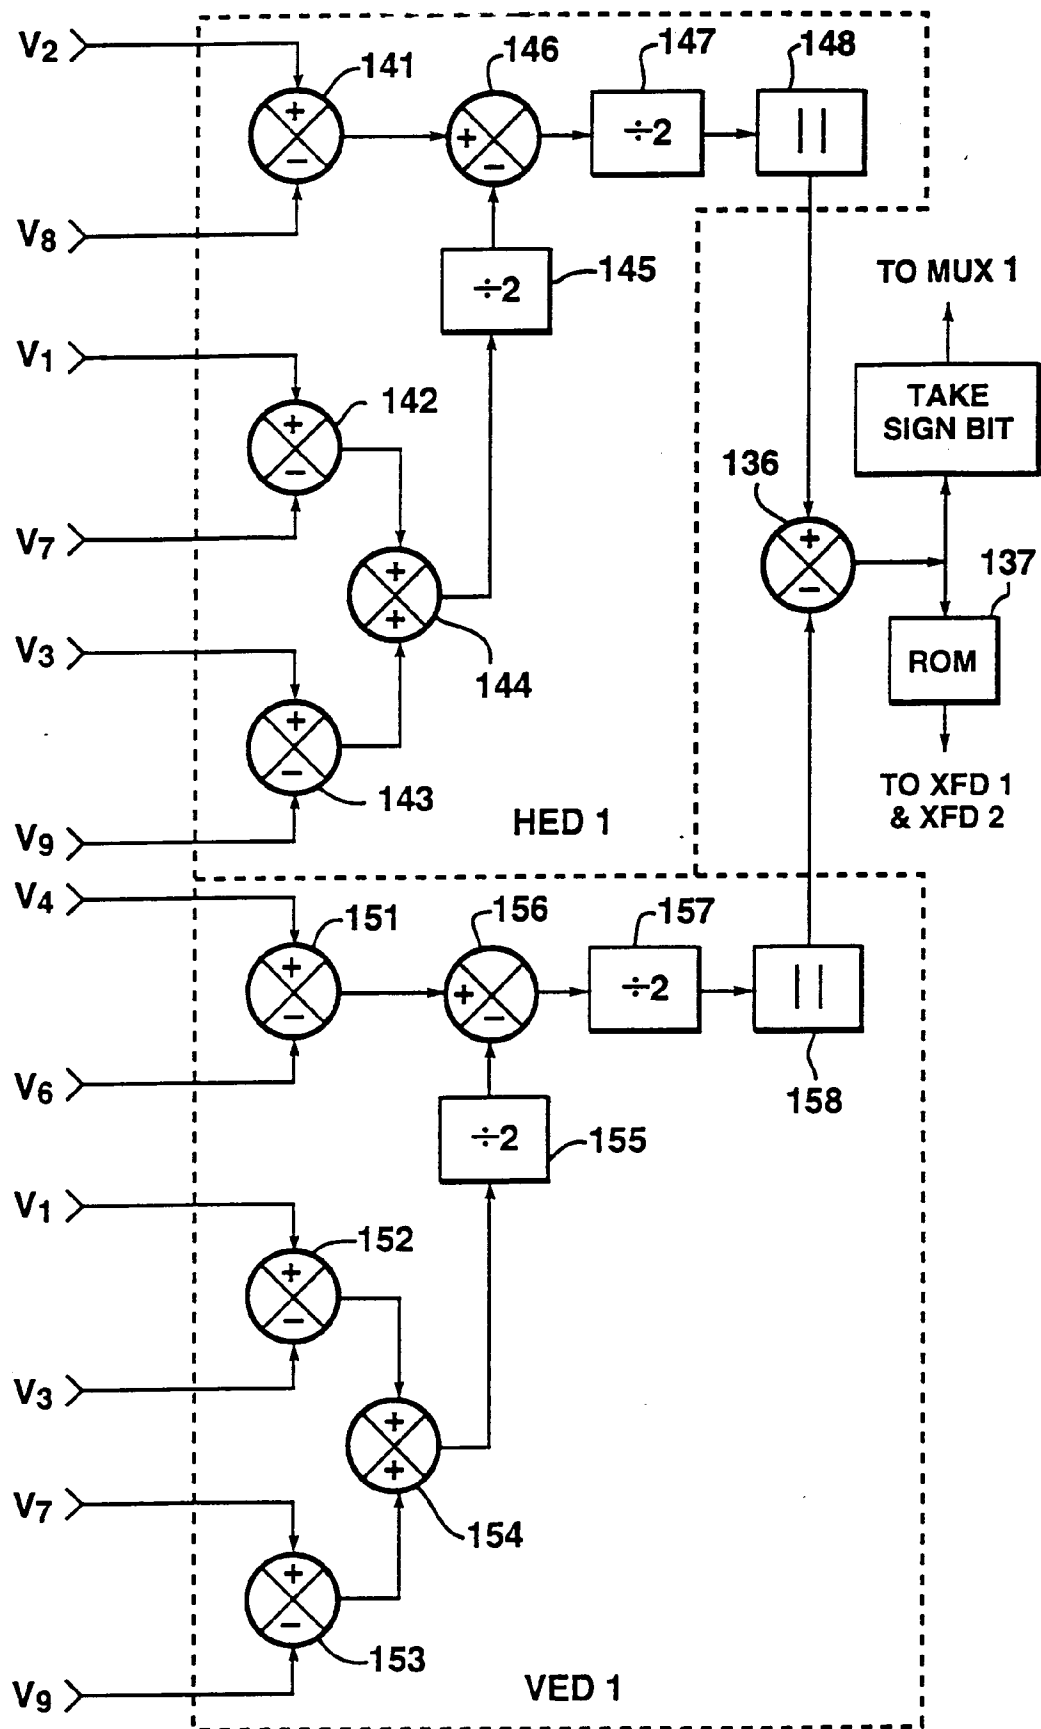 V2
141
146
147
148
+
−
+
−
÷2
||
V8
÷2
145
TO MUX 1
V1
142
+
−
TAKE
SIGN BIT
V7
136
+
−
137
+
+
144
ROM
V3
+
−
143
TO XFD 1
& XFD 2
V9
HED 1
V4
151
156
157
+
−
+
−
÷2
||
158
V6
÷2
155
V1
152
+
−
V3
+
+
154
V7
+
−
153
V9
VED 1